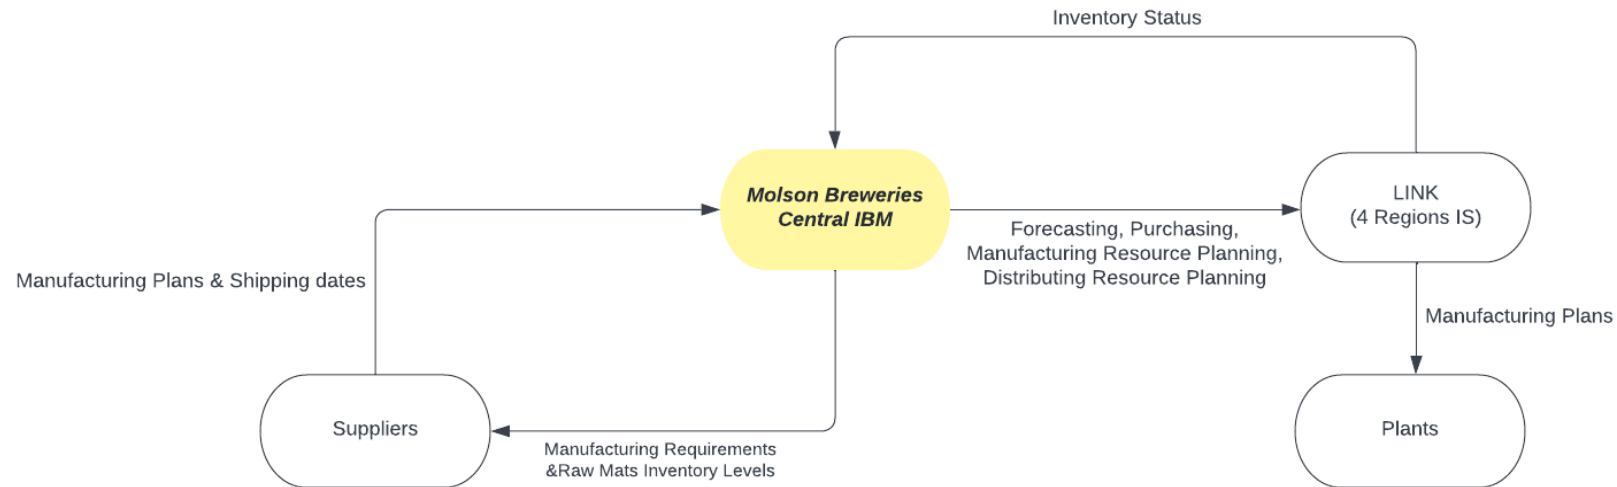 Inventory Status
Molson Breweries
Central IBM
LINK
(4 Regions IS)
Forecasting, Purchasing,
Manufacturing Resource Planning,
Distributing Resource Planning
Manufacturing Plans & Shipping dates
Manufacturing Plans
Suppliers
Manufacturing Requirements
&Raw Mats Inventory Levels
Plants